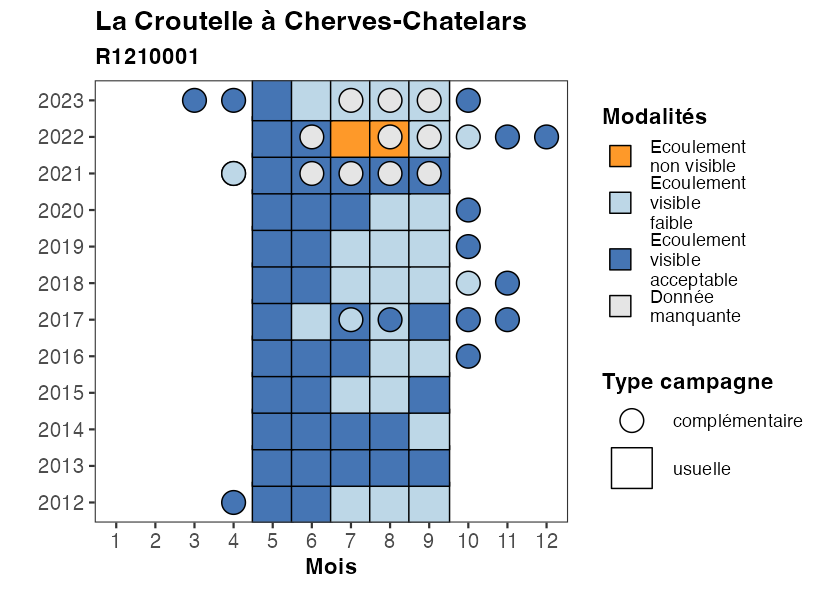 La Croutelle à Cherves-Chatelars
R1210001
2023
2022
2021
2020
2019
2018
2017
2016
2015
2014
2013
2012
1 2 3 4 5 6 7 8 9 10 11 12
Mois
Modalités
Ecoulement
non visible
Ecoulement
visible
faible
Ecoulement
visible
acceptable
Donnée
manquante
Type campagne
complémentaire
usuelle